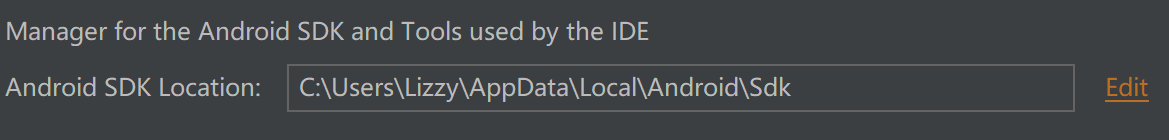 Manager for the Android SDK and Tools used by the IDE
Android SDK Location: C:\Users\Lizzy\AppData\Local\Android\Sdk Edit